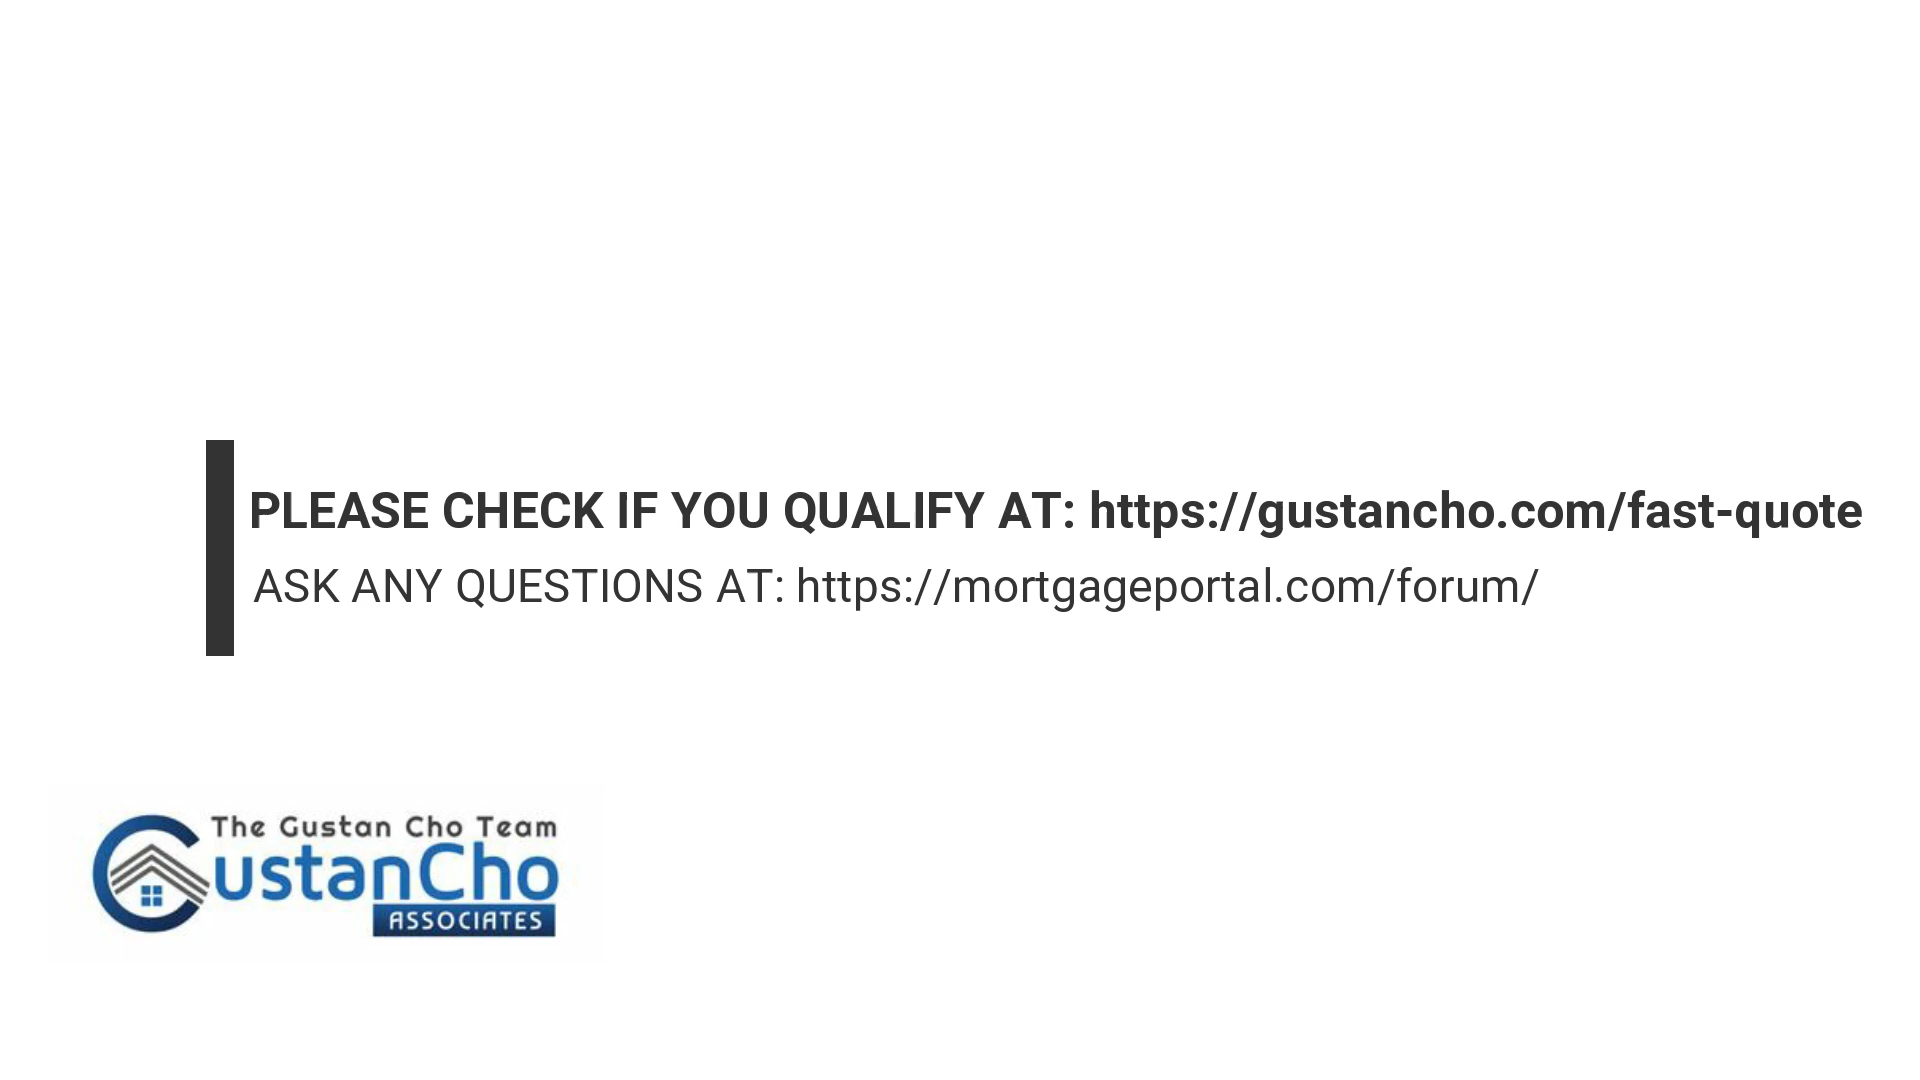 PLEASE CHECK IF YOU QUALIFY AT: https://gustancho.com/fast-quote
ASK ANY QUESTIONS AT: https://mortgageportal.com/forum/
The Gustan Cho Team
GustanCho
ASSOCIATES